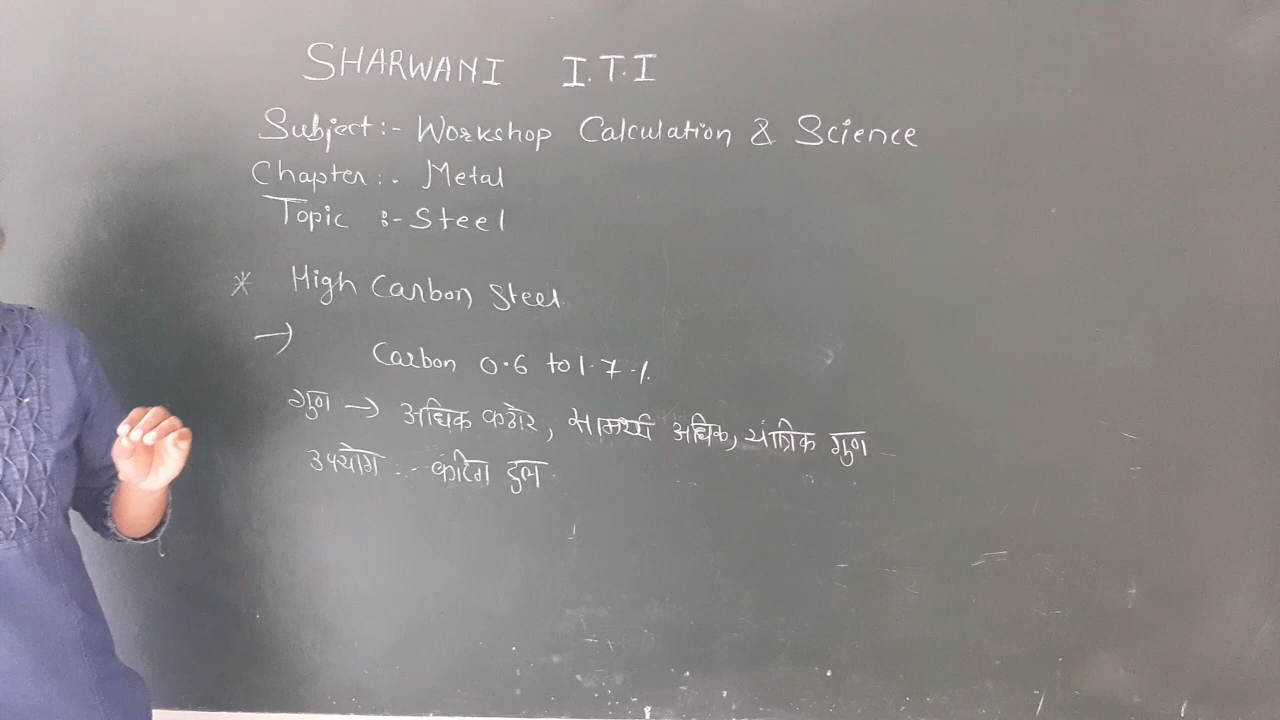 SHARWANI I.T.I
Subject:- Workshop Calculation & Science
Chapter:- Metal
Topic :- Steel
* High Carbon Steel
→ Carbon 0.6 to 1.7 %
गुण → अधिक कठोर, सामर्थ्य अधिक, यांत्रिक गुण
उपयोग :- कटिंग टुल